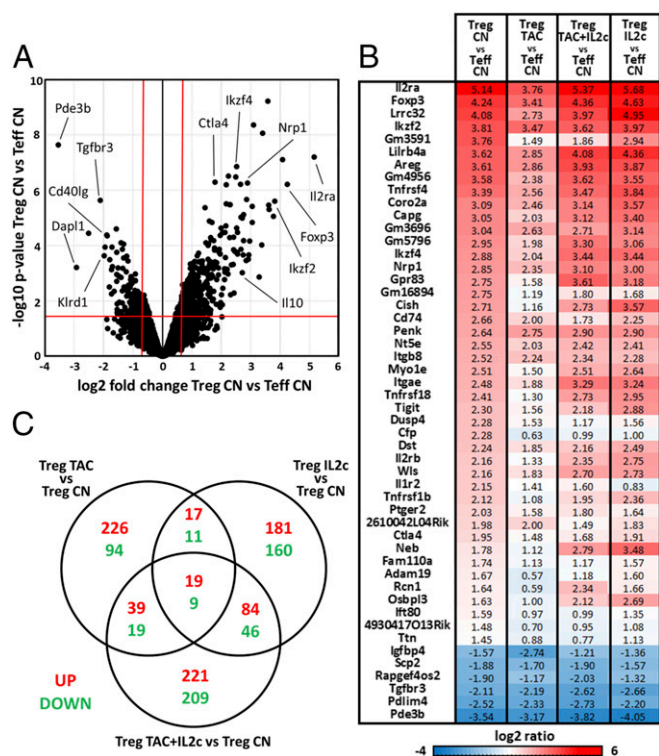 A
10
8
6
4
2
0
-4 -3 -2 -1 0 1 2 3 4 5 6
-log10 p-value Treg CN vs Teff CN
log2 fold change Treg CN vs Teff CN
Pde3b
Tgfbr3
Cd40lg
Dapl1
Klrd1
Ctla4
Ikzf4
Nrp1
Il2ra
Foxp3
Ikzf2
Il10
B
Treg CN vs Teff CN
Treg TAC vs Teff CN
Treg TAC+IL2c vs Teff CN
Treg IL2c vs Teff CN
Il2ra 5.14 3.76 5.37 5.68
Foxp3 4.24 3.41 4.36 4.63
Lrrc32 4.08 2.73 3.97 4.95
Ikzf2 3.81 3.47 3.62 3.97
Gm3591 3.76 1.49 1.86 2.94
Lilrb4a 3.62 2.85 4.08 4.36
Areg 3.61 2.86 3.93 3.87
Gm4956 3.58 2.38 3.62 3.55
Tnfrsf4 3.39 2.56 3.47 3.84
Coro2a 3.09 2.46 3.14 3.57
Capg 3.05 2.03 3.12 3.40
Gm3696 3.04 2.63 2.71 3.14
Gm5796 2.95 1.98 3.30 3.06
Ikzf4 2.88 2.04 3.44 3.44
Nrp1 2.85 2.35 3.10 3.00
Gpr83 2.75 1.58 3.61 3.18
Gm16894 2.75 1.19 1.80 1.68
Cish 2.71 1.16 2.73 3.57
Cd74 2.66 2.00 1.73 2.25
Penk 2.64 2.75 2.90 2.90
Nt5e 2.55 2.03 2.42 2.41
Itgb8 2.52 2.24 2.34 2.28
Myo1e 2.51 1.50 2.51 2.64
Itgae 2.48 1.88 3.29 3.24
Tnfrsf18 2.41 1.30 2.73 2.95
Tigit 2.30 1.56 2.18 2.88
Dusp4 2.28 1.53 1.17 1.56
Cfp 2.28 0.63 0.99 1.00
Dst 2.24 1.85 2.16 2.49
Il2rb 2.16 1.33 2.35 2.75
Wls 2.16 1.83 2.70 2.73
Il1r2 2.15 1.41 1.60 0.83
Tnfrsf1b 2.12 1.08 1.95 2.36
Ptger2 2.03 1.58 1.80 1.64
2610042L04Rik 1.98 2.00 1.49 1.83
Ctla4 1.95 1.48 1.68 1.91
Neb 1.78 1.12 2.79 3.48
Fam110a 1.74 1.13 1.17 1.57
Adam19 1.67 0.57 1.18 1.60
Rcn1 1.64 0.59 2.34 1.66
Osbpl3 1.63 1.00 2.12 2.69
Ift80 1.59 0.97 0.99 1.35
4930417O13Rik 1.48 0.70 0.95 1.08
Ttn 1.45 0.88 0.77 1.13
Igfbp4 -1.57 -2.74 -1.21 -1.36
Scp2 -1.88 -1.70 -1.90 -1.57
Rapgef4os2 -1.90 -1.17 -2.03 -1.32
Tgfbr3 -2.11 -2.19 -2.62 -2.66
Pdlim4 -2.52 -2.33 -2.73 -2.20
Pde3b -3.54 -3.17 -3.82 -4.05
-4 6
log2 ratio
C
Treg TAC
vs
Treg CN
Treg IL2c
vs
Treg CN
226
94
17
11
181
160
19
9
39
19
84
46
221
209
UP
DOWN
Treg TAC+IL2c vs Treg CN